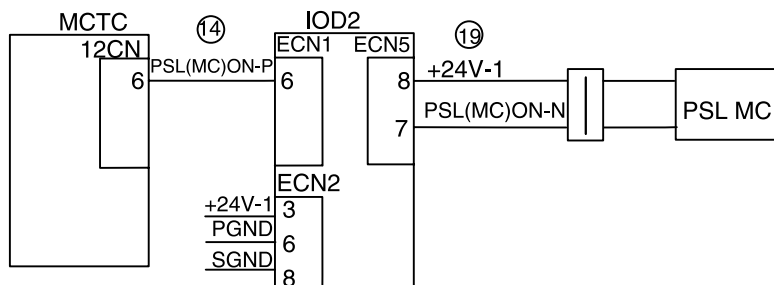 MCTC
14
IOD2
19
12CN
ECN1
ECN5
PSL(MC)ON-P
+24V-1
6
6
8
PSL(MC)ON-N
7
PSL MC
ECN2
+24V-1
3
PGND
6
SGND
8